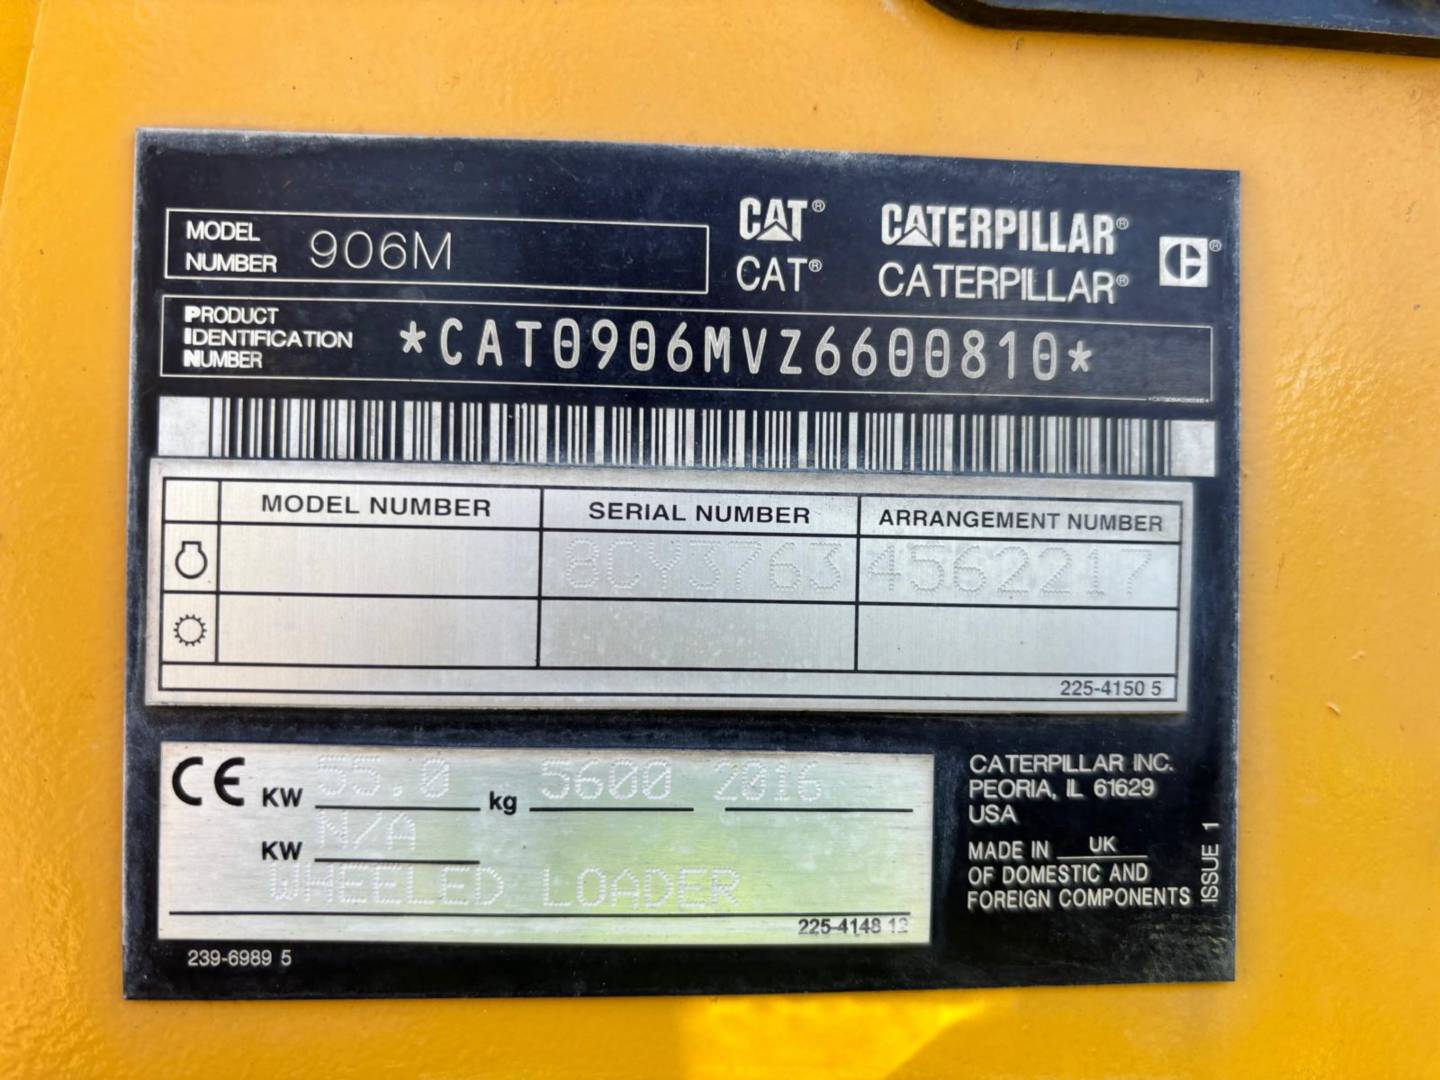 MODEL NUMBER 906M
CAT® CATERPILLAR®
CAT® CATERPILLAR®
PRODUCT IDENTIFICATION NUMBER *CAT0906MVZ6600810*
MODEL NUMBER SERIAL NUMBER ARRANGEMENT NUMBER
8CY3763 4562217
225-4150 5
CE KW 55.0 kg 5600 2016
KW N/A
WHEELED LOADER
225-4148 12
239-6989 5
CATERPILLAR INC.
PEORIA, IL 61629
USA
MADE IN UK
OF DOMESTIC AND
FOREIGN COMPONENTS
ISSUE 1